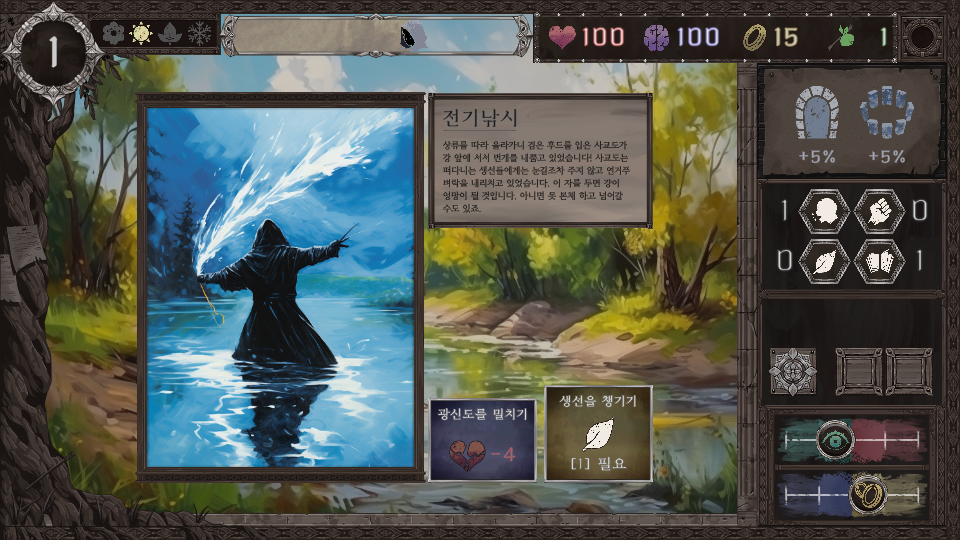 1
100
100
15
1
+5%
+5%
전기낚시
상류를 따라 올라가니 검은 후드를 입은 사교도가
강 앞에 서서 번개를 내뿜고 있었습니다! 사교도는
떠다니는 생선들에게는 눈길조차 주지 않고 연거푸
벼락을 내리치고 있었습니다. 이 자를 두면 강이
엉망이 될 것입니다. 아니면 못 본체 하고 넘어갈
수도 있죠.
1
0
0
1
광신도를 밀치기
-4
생선을 챙기기
[1] 필요